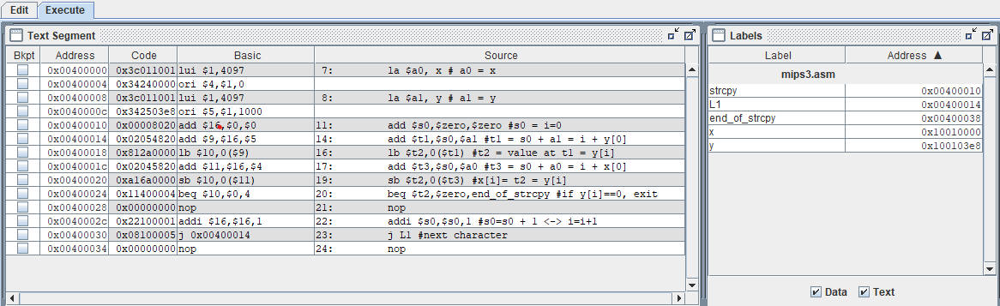 Edit Execute
Text Segment
Bkpt Address Code Basic Source
0x00400000 0x3c011001 lui $1,4097 7: la $a0, x # a0 = x
0x00400004 0x34240000 ori $4,$1,0
0x00400008 0x3c011001 lui $1,4097 8: la $a1, y # a1 = y
0x0040000c 0x342503e8 ori $5,$1,1000
0x00400010 0x00008020 add $16,$0,$0 11: add $s0,$zero,$zero #s0 = i=0
0x00400014 0x02054820 add $9,$16,$5 14: add $t1,$s0,$a1 #t1 = s0 + a1 = i + y[0]
0x00400018 0x812a0000 lb $10,0($9) 16: lb $t2,0($t1) #t2 = value at t1 = y[i]
0x0040001c 0x02045820 add $11,$16,$4 17: add $t3,$s0,$a0 #t3 = s0 + a0 = i + x[0]
0x00400020 0xa16a0000 sb $10,0($11) 19: sb $t2,0($t3) #x[i]= t2 = y[i]
0x00400024 0x11400004 beq $10,$0,4 20: beq $t2,$zero,end_of_strcpy #if y[i]==0, exit
0x00400028 0x00000000 nop 21: nop
0x0040002c 0x22100001 addi $16,$16,1 22: addi $s0,$s0,1 #s0=s0 + 1 <-> i=i+1
0x00400030 0x08100005 j 0x00400014 23: j L1 #next character
0x00400034 0x00000000 nop 24: nop
Labels
Label Address ▲
mips3.asm
strcpy 0x00400010
L1 0x00400014
end_of_strcpy 0x00400038
x 0x10010000
y 0x100103e8
Data Text